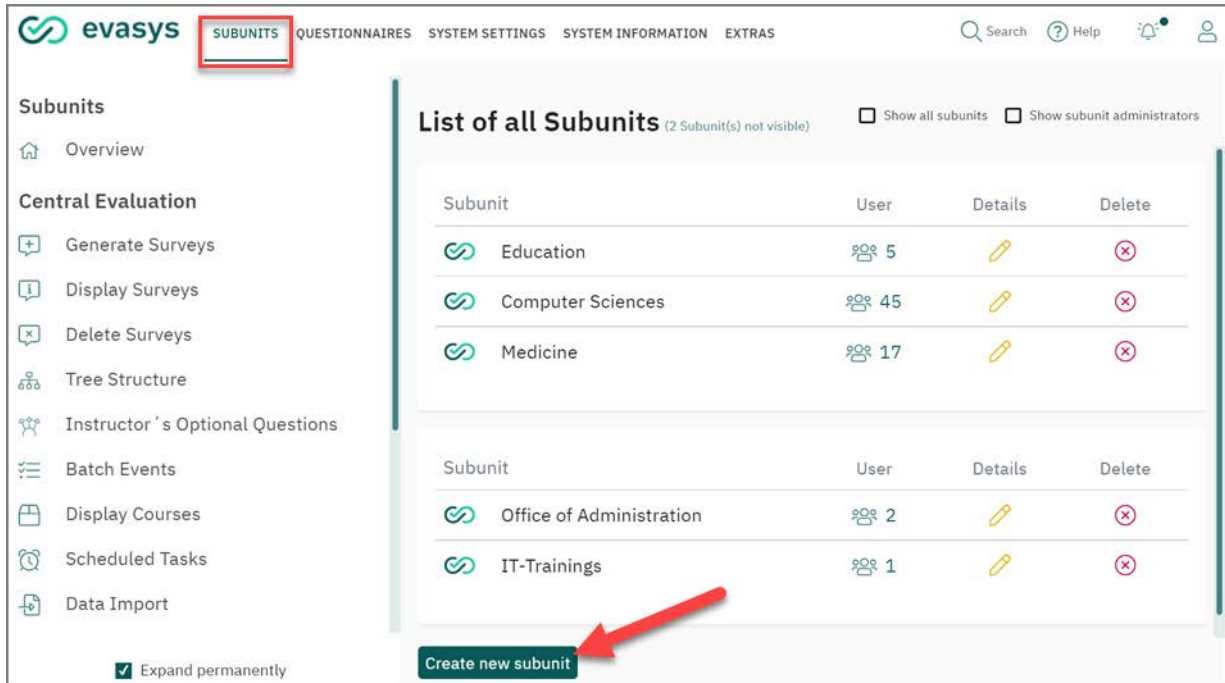 evasys SUBUNITS QUESTIONNAIRES SYSTEM SETTINGS SYSTEM INFORMATION EXTRAS Search Help
Subunits
Overview
Central Evaluation
Generate Surveys
Display Surveys
Delete Surveys
Tree Structure
Instructor´s Optional Questions
Batch Events
Display Courses
Scheduled Tasks
Data Import
Expand permanently
List of all Subunits (2 Subunit(s) not visible) Show all subunits Show subunit administrators
Subunit User Details Delete
Education 5
Computer Sciences 45
Medicine 17
Subunit User Details Delete
Office of Administration 2
IT-Trainings 1
Create new subunit